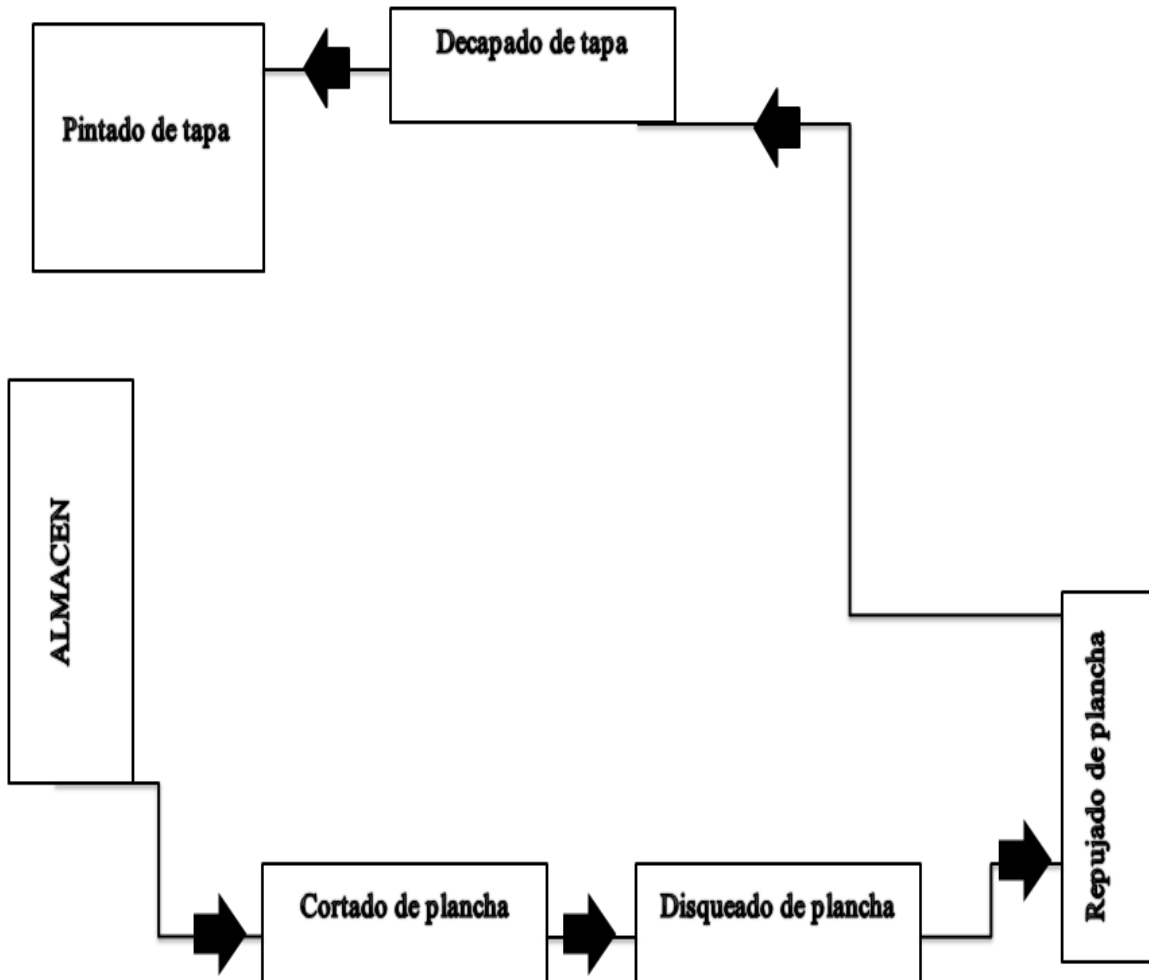 Decapado de tapa
Pintado de tapa
ALMACEN
Repujado de plancha
Cortado de plancha
Disqueado de plancha